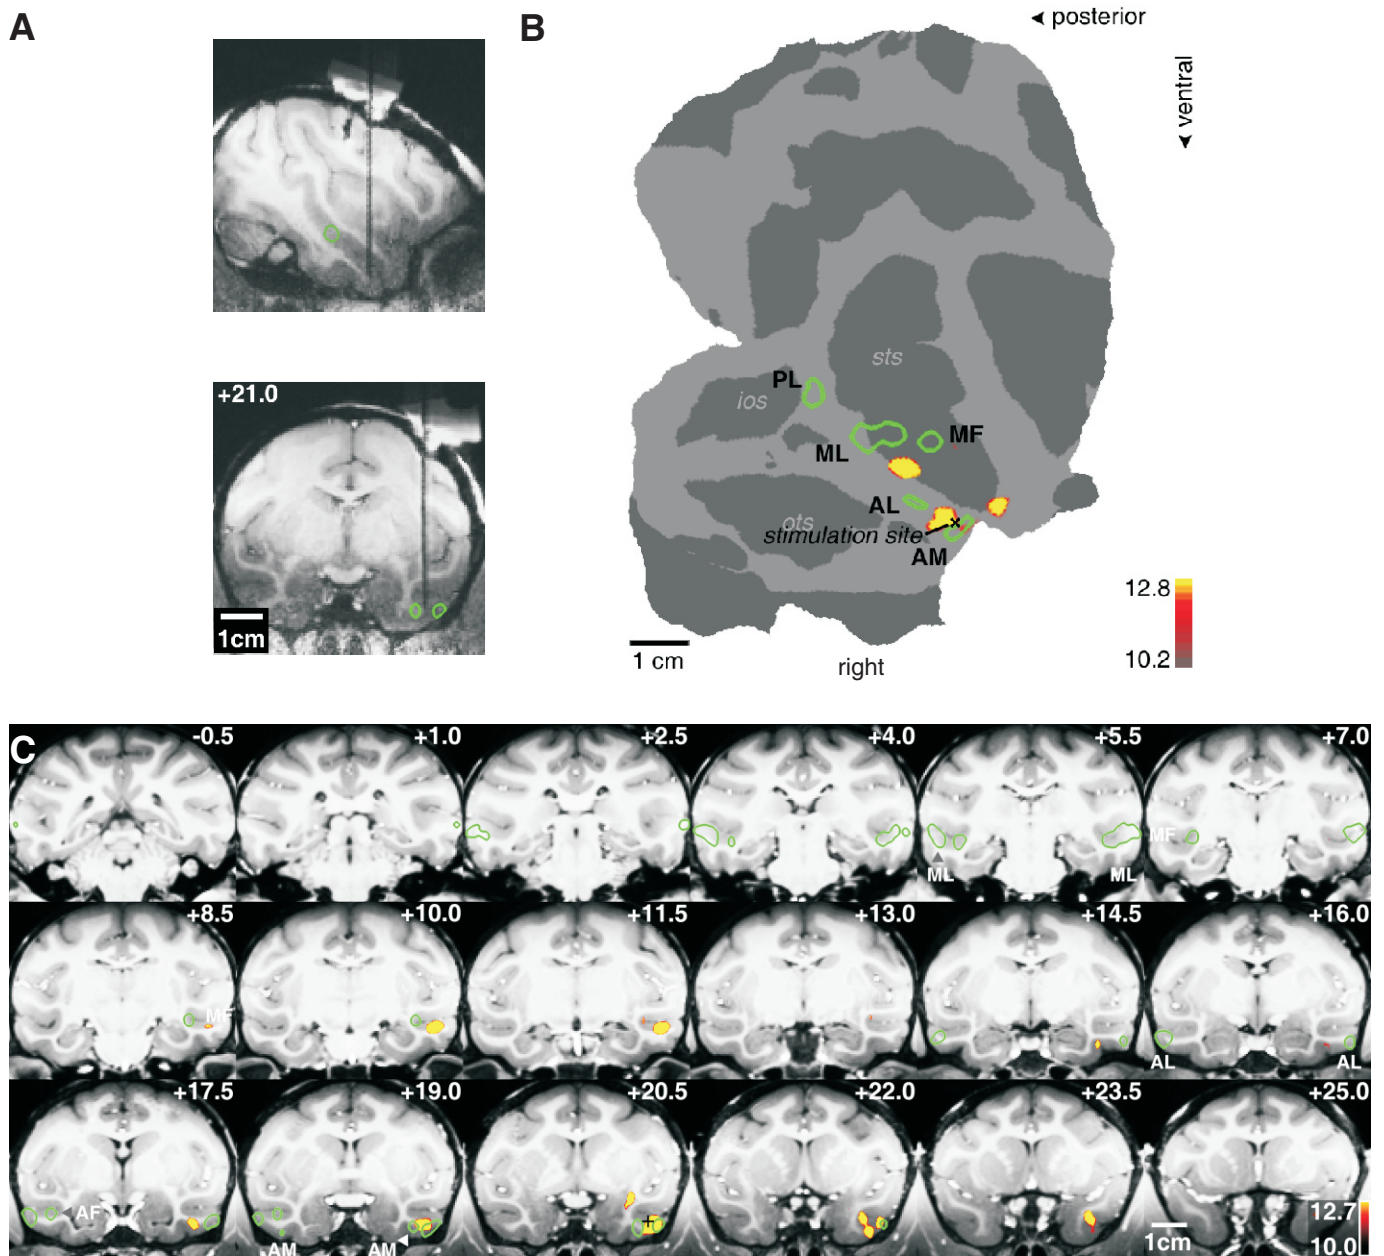 A
B
posterior
ventral
+21.0
1cm
sts
PL
ios
MF
ML
AL
ots
stimulation site
AM
12.8
10.2
1 cm
right
C
-0.5
+1.0
+2.5
+4.0
+5.5
+7.0
MF
ML
ML
+8.5
+10.0
+11.5
+13.0
+14.5
+16.0
MF
AL
AL
+17.5
+19.0
+20.5
+22.0
+23.5
+25.0
AF
AM
AM
1cm
12.7
10.0